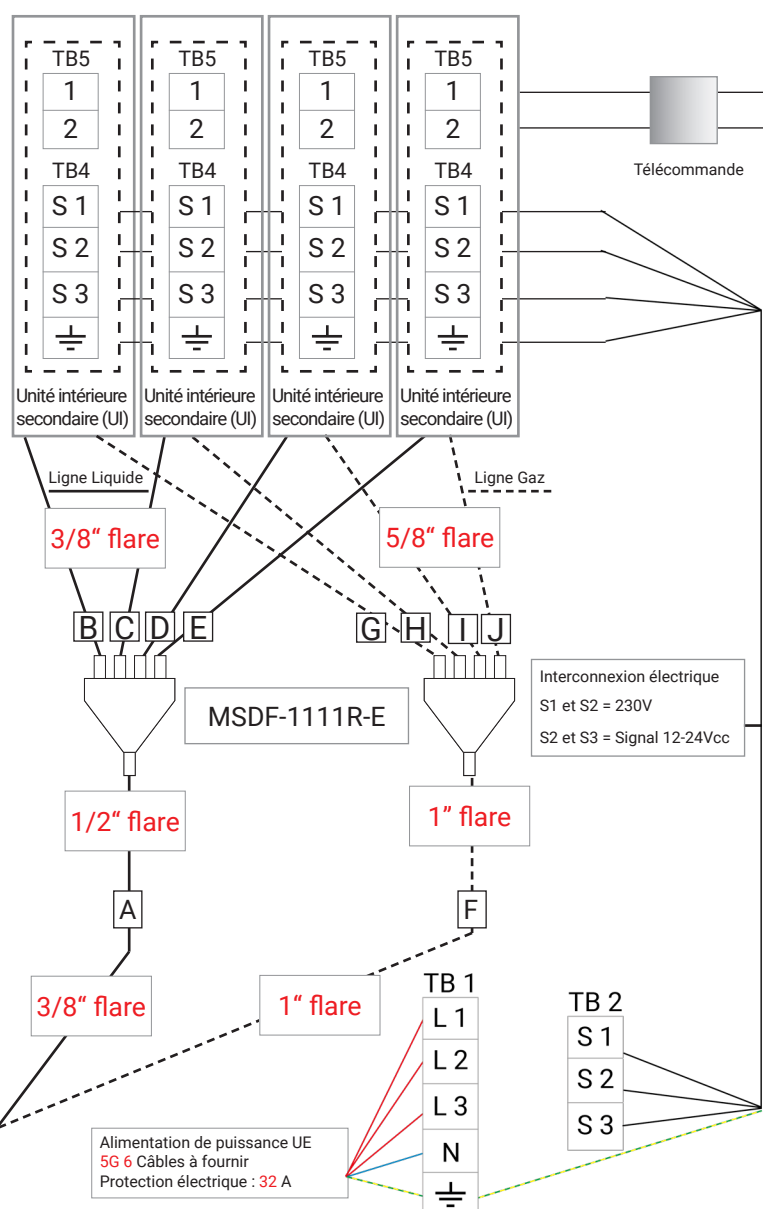 TB5
TB5
TB5
TB5
1
1
1
1
2
2
2
2
Télécommande
TB4
TB4
TB4
TB4
S 1
S 1
S 1
S 1
S 2
S 2
S 2
S 2
S 3
S 3
S 3
S 3
Unité intérieure
secondaire (UI)
Unité intérieure
secondaire (UI)
Unité intérieure
secondaire (UI)
Unité intérieure
secondaire (UI)
Ligne Liquide
Ligne Gaz
3/8“ flare
5/8“ flare
B
C
D
E
G
H
I
J
MSDF-1111R-E
Interconnexion électrique
S1 et S2 = 230V
S2 et S3 = Signal 12-24Vcc
1/2“ flare
1” flare
A
F
3/8“ flare
1“ flare
TB 1
L 1
L 2
L 3
N
TB 2
S 1
S 2
S 3
Alimentation de puissance UE
5G 6 Câbles à fournir
Protection électrique : 32 A